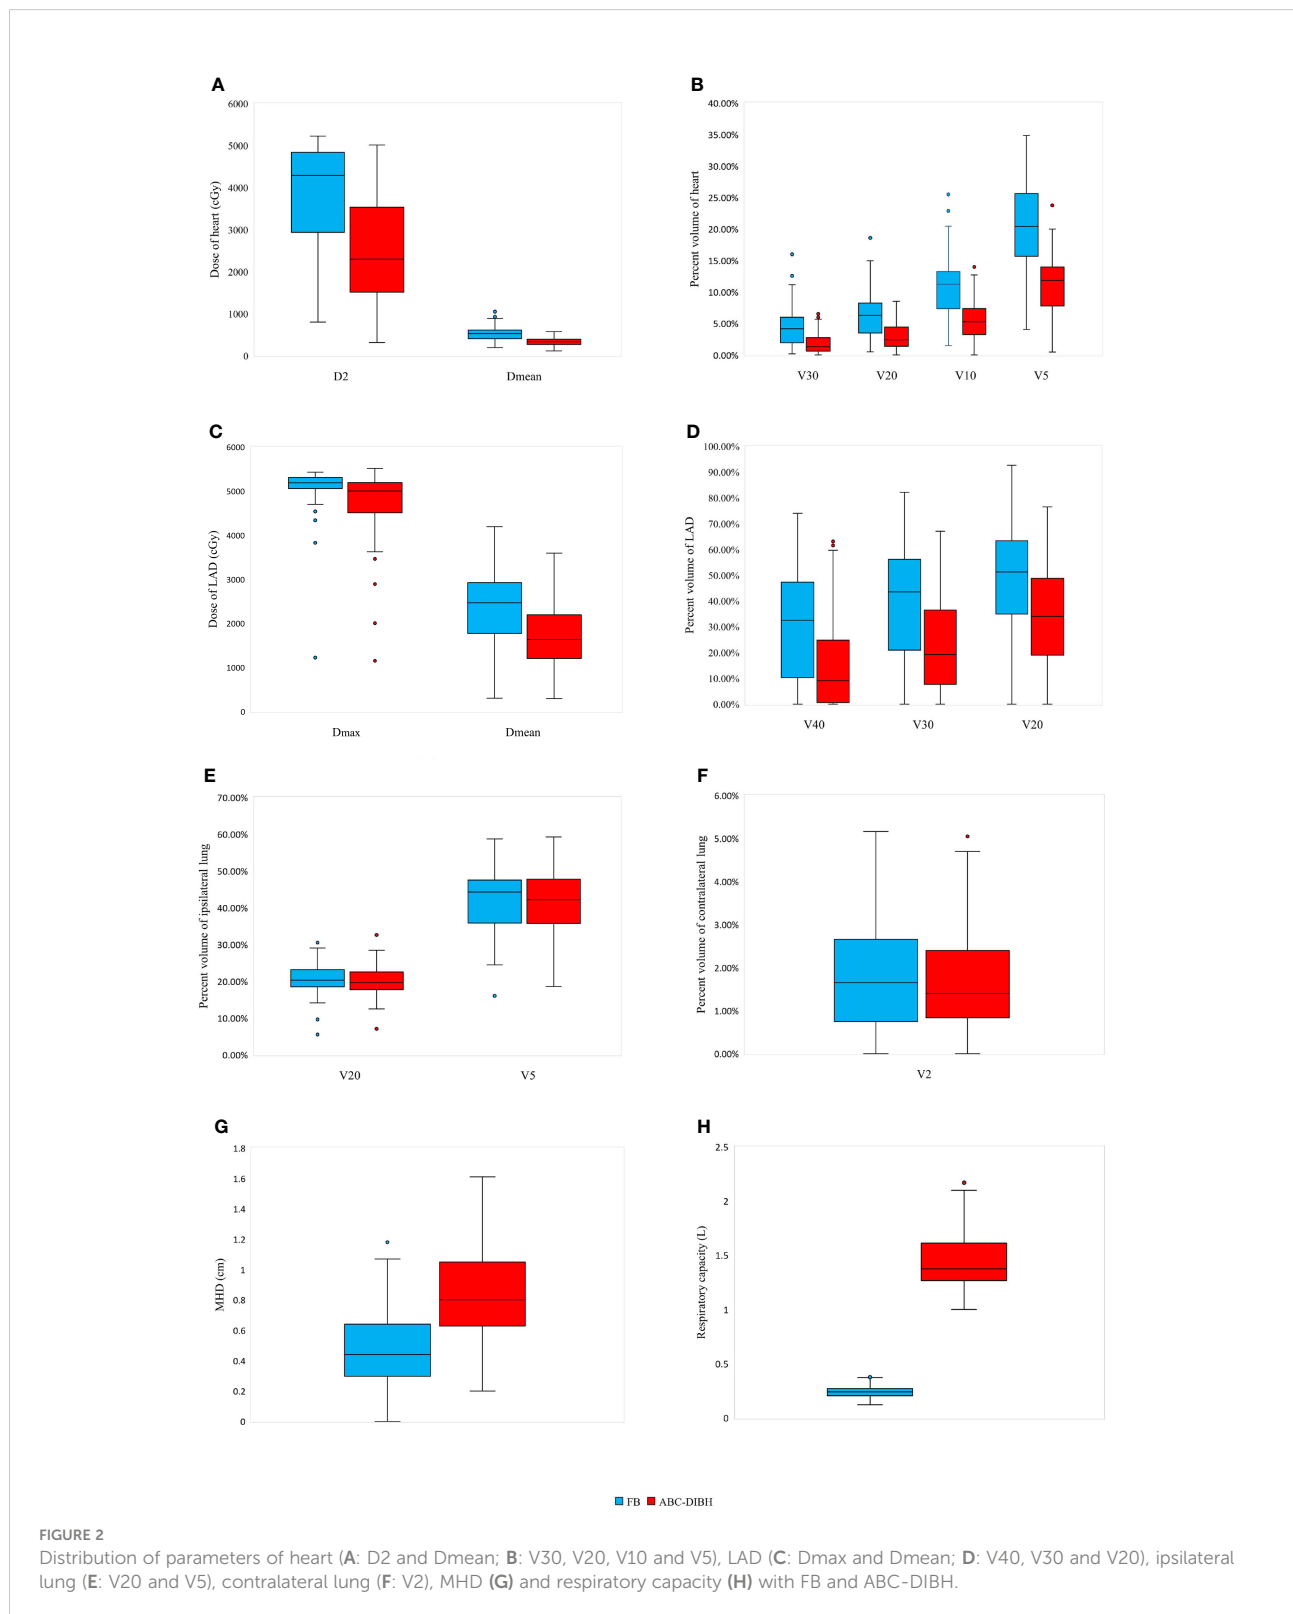 A
6000
5000
4000
3000
2000
1000
0
Dose of heart (cGy)
D2 Dmean
B
40.00%
35.00%
30.00%
25.00%
20.00%
15.00%
10.00%
5.00%
0.00%
Percent volume of heart
V30 V20 V10 V5
C
6000
5000
4000
3000
2000
1000
0
Dose of LAD (cGy)
Dmax Dmean
D
100.00%
90.00%
80.00%
70.00%
60.00%
50.00%
40.00%
30.00%
20.00%
10.00%
0.00%
Percent volume of LAD
V40 V30 V20
E
70.00%
60.00%
50.00%
40.00%
30.00%
20.00%
10.00%
0.00%
Percent volume of ipsilateral lung
V20 V5
F
6.00%
5.00%
4.00%
3.00%
2.00%
1.00%
0.00%
Percent volume of contralateral lung
V2
G
1.8
1.6
1.4
1.2
1
0.8
0.6
0.4
0.2
0
MHD (cm)
H
2.5
2
1.5
1
0.5
0
Respiratory capacity (L)
FB ABC-DIBH
FIGURE 2
Distribution of parameters of heart (A: D2 and Dmean; B: V30, V20, V10 and V5), LAD (C: Dmax and Dmean; D: V40, V30 and V20), ipsilateral
lung (E: V20 and V5), contralateral lung (F: V2), MHD (G) and respiratory capacity (H) with FB and ABC-DIBH.